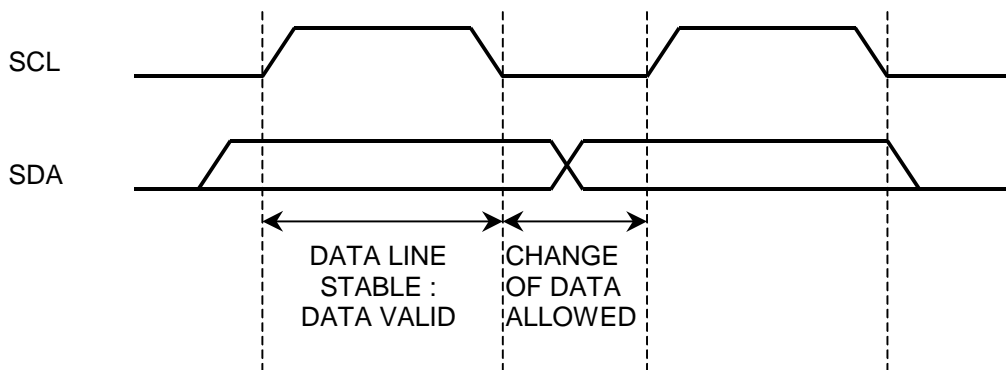 SCL
SDA
DATA LINE
STABLE :
DATA VALID
CHANGE
OF DATA
ALLOWED